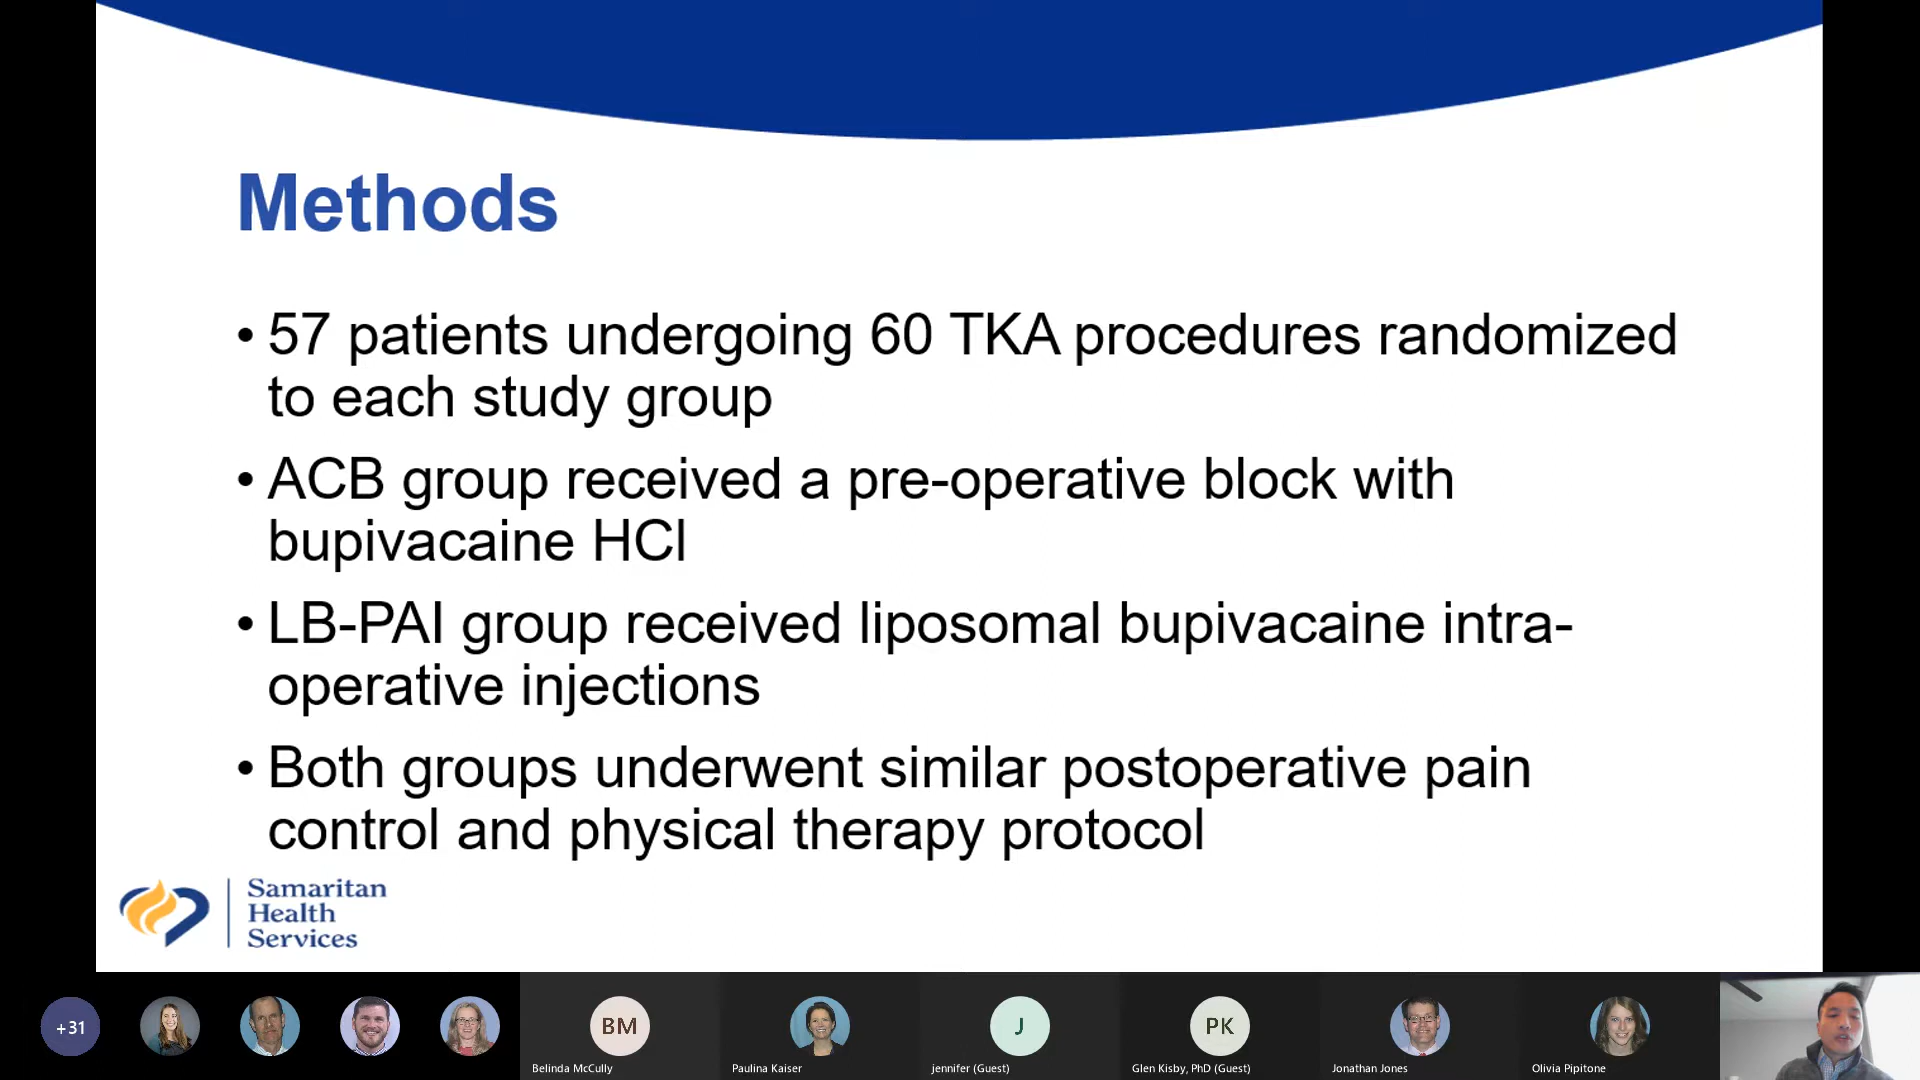 Methods
• 57 patients undergoing 60 TKA procedures randomized
to each study group
• ACB group received a pre-operative block with
bupivacaine HCl
• LB-PAI group received liposomal bupivacaine intra-
operative injections
• Both groups underwent similar postoperative pain
control and physical therapy protocol
Samaritan
Health
Services
+31
BM
J
PK
Belinda McCully
Paulina Kaiser
jennifer (Guest)
Glen Kisby, PhD (Guest)
Jonathan Jones
Olivia Pipitone